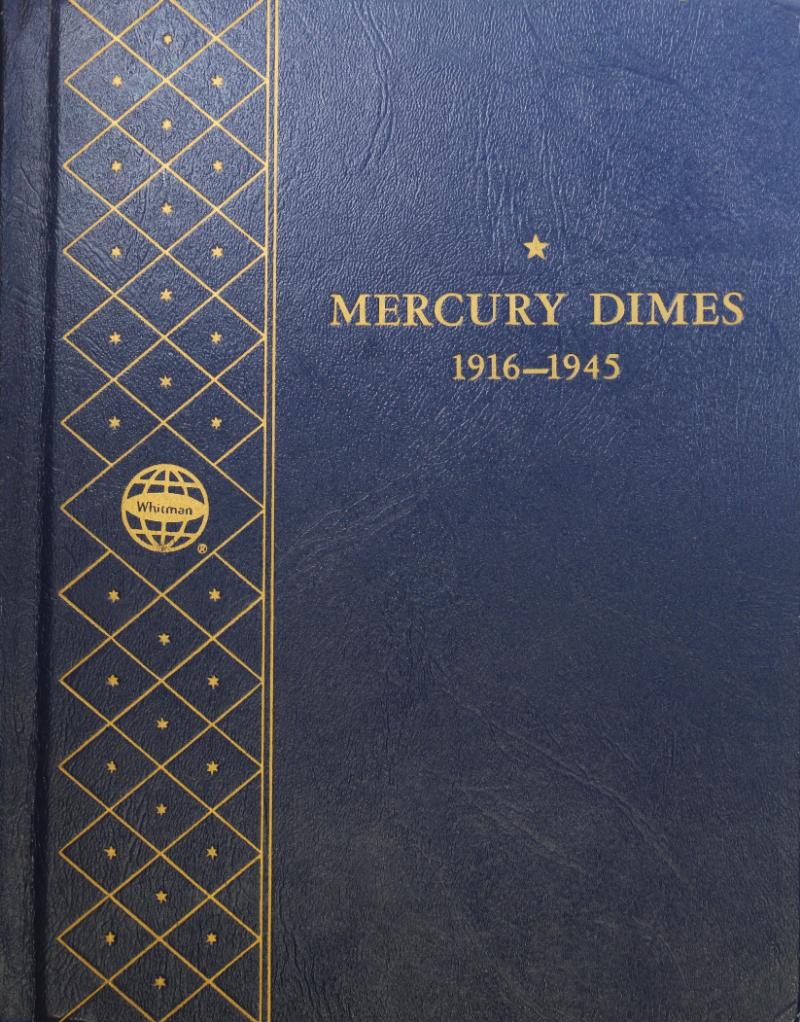 MERCURY DIMES
1916–1945
Whitman
®